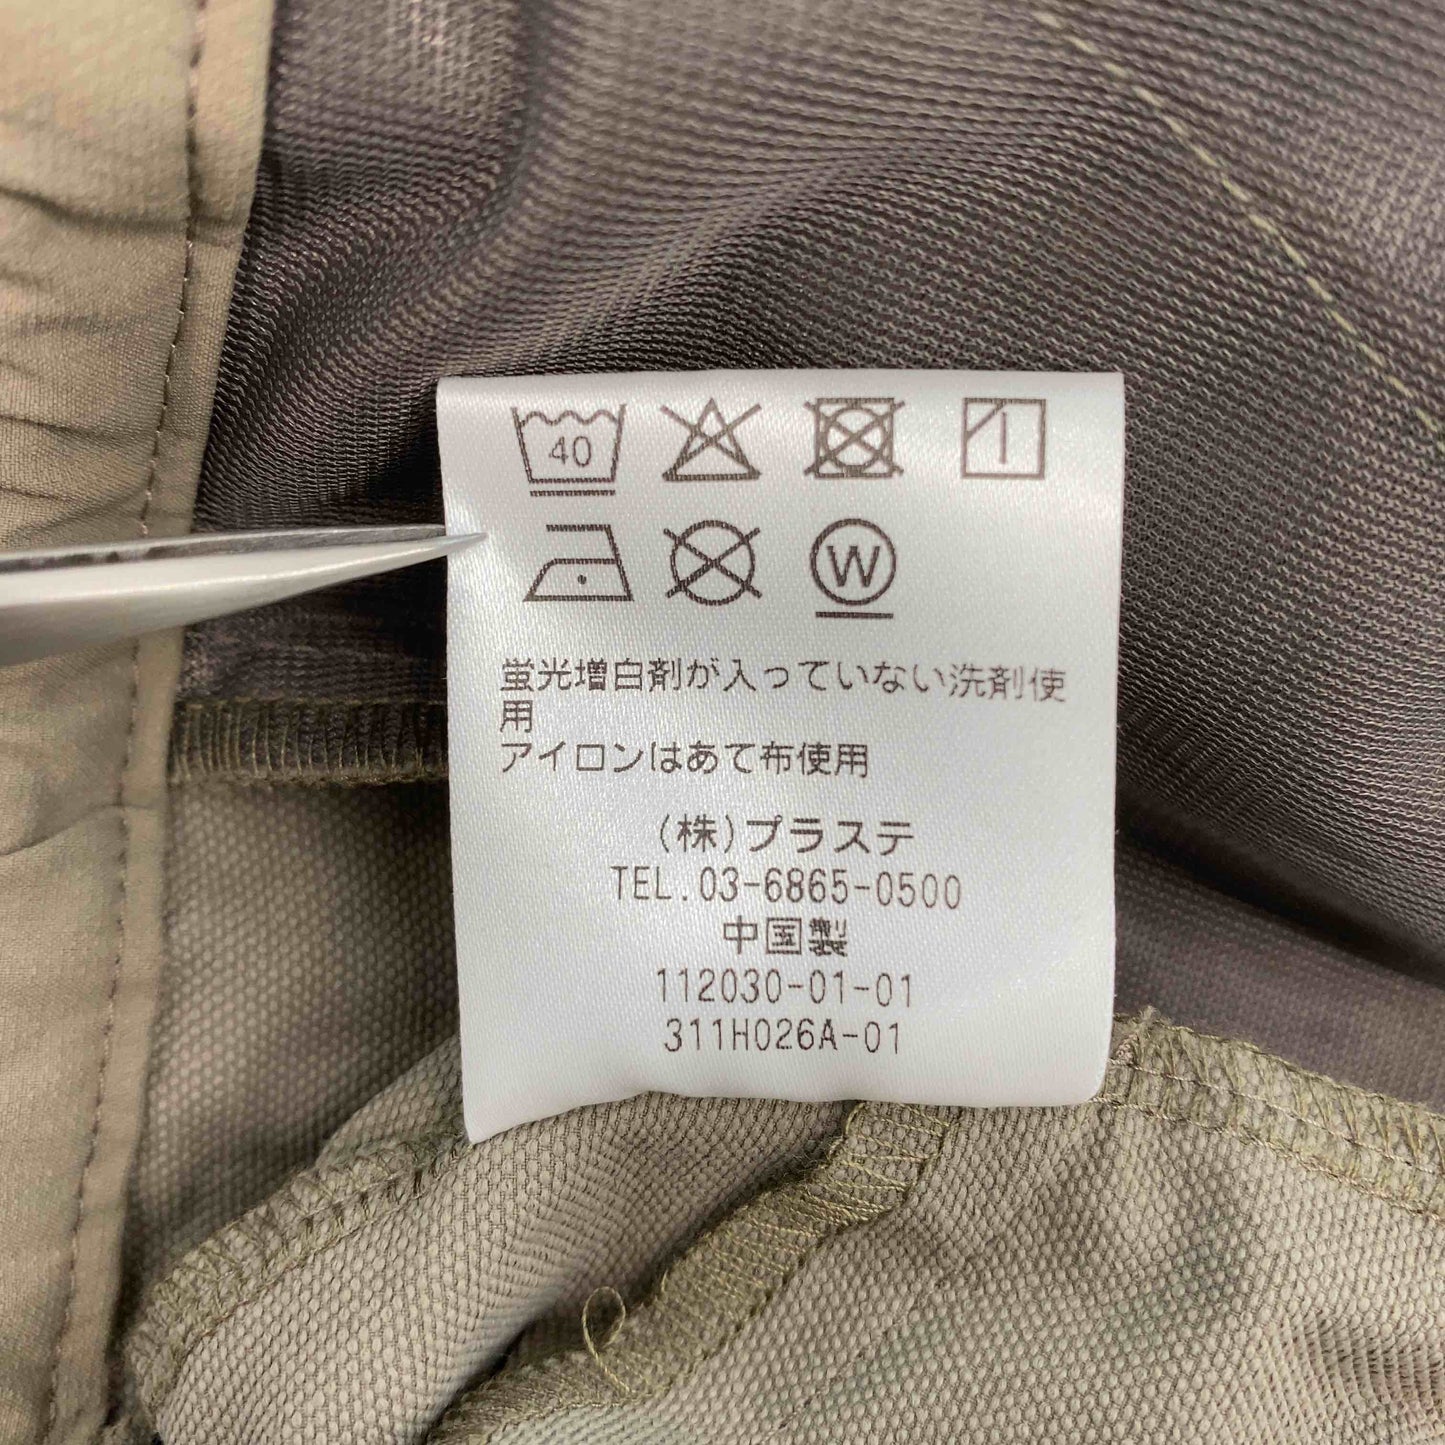 40
W
蛍光増白剤が入っていない洗剤使
用
アイロンはあて布使用
(株)プラステ
TEL.03-6865-0500
中国製
112030-01-01
311H026A-01